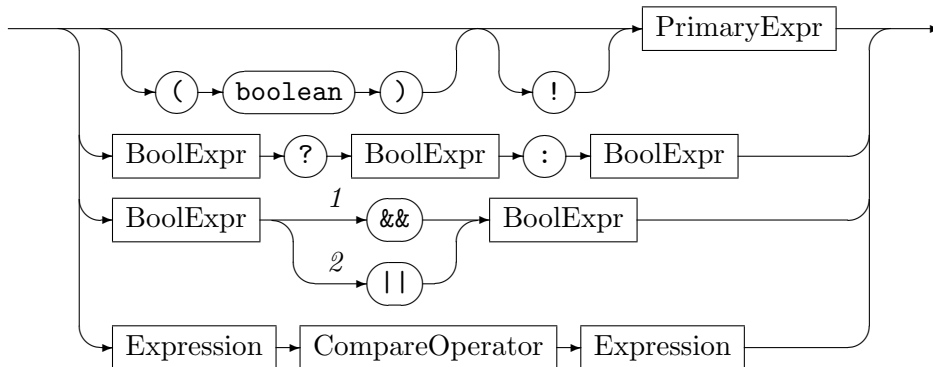 PrimaryExpr
( boolean ) !
BoolExpr ? BoolExpr : BoolExpr
BoolExpr 1 && BoolExpr
2 ||
Expression CompareOperator Expression